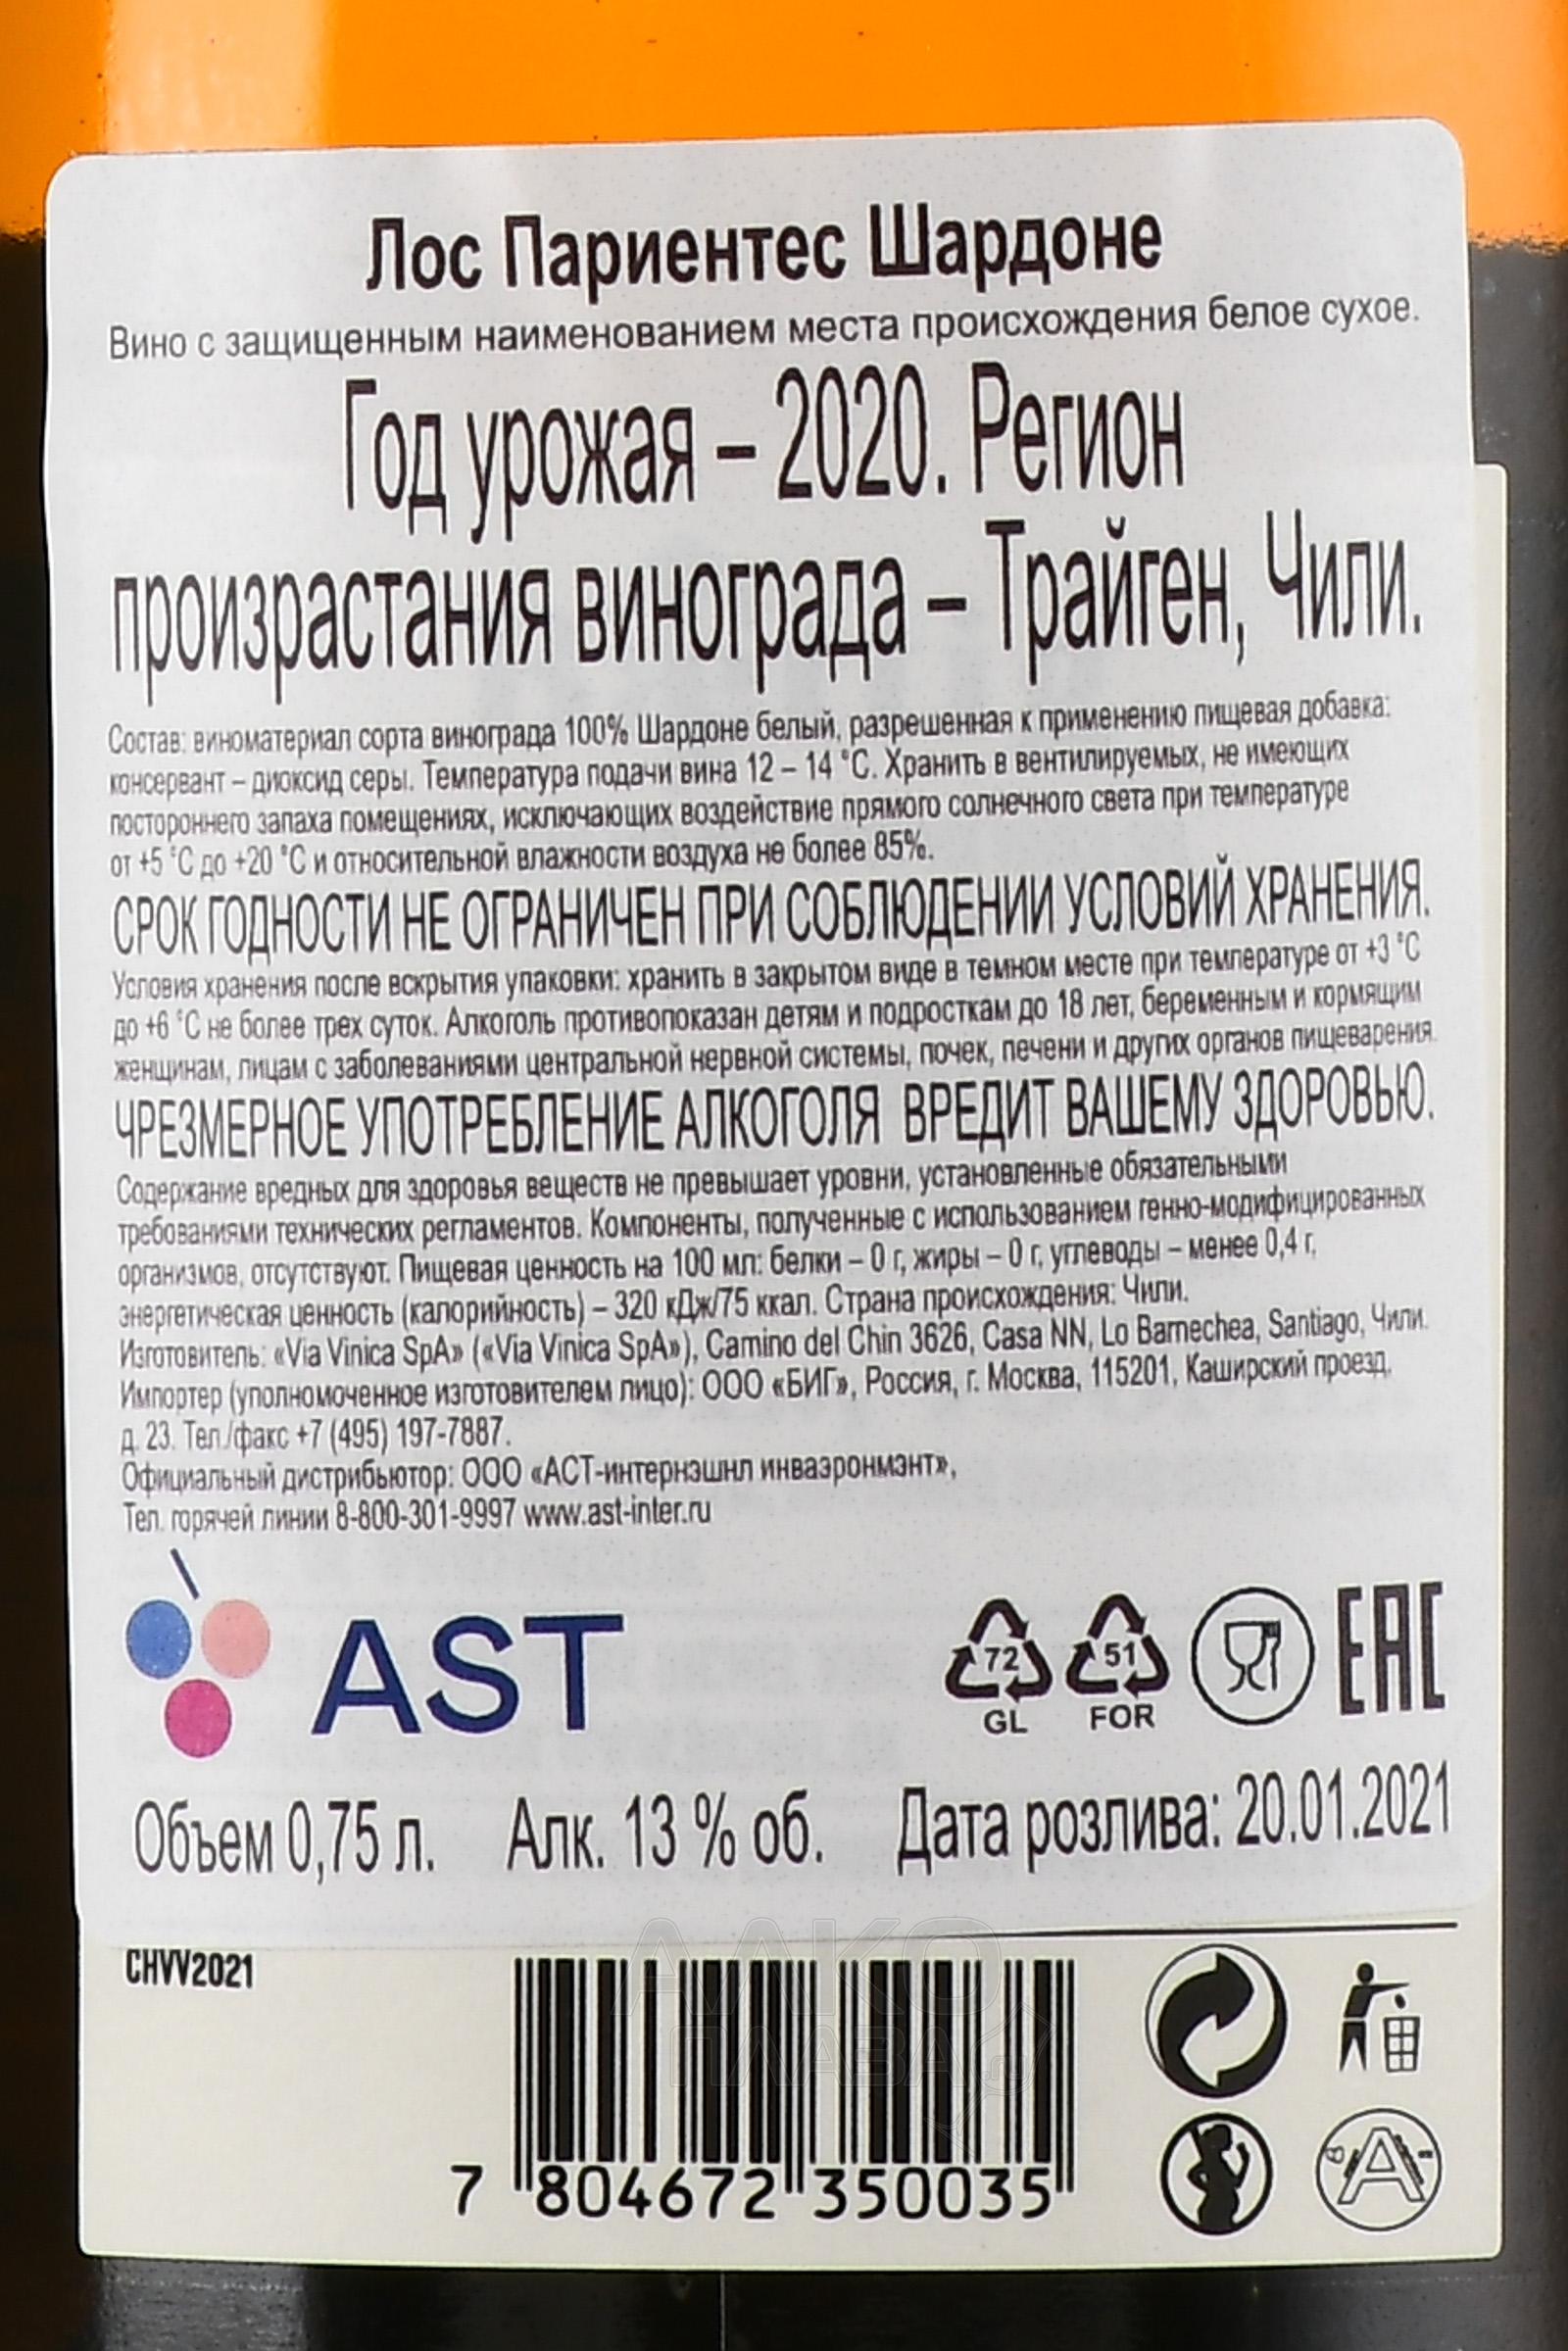 Лос Париентес Шардоне
Вино с защищенным наименованием места происхождения белое сухое.
Год урожая – 2020. Регион
произрастания винограда – Трайген, Чили.
Состав: виноматериал сорта винограда 100% Шардоне белый, разрешенная к применению пищевая добавка:
консервант – диоксид серы. Температура подачи вина 12 – 14 °С. Хранить в вентилируемых, не имеющих
постороннего запаха помещениях, исключающих воздействие прямого солнечного света при температуре
от +5 °С до +20 °С и относительной влажности воздуха не более 85%.
СРОК ГОДНОСТИ НЕ ОГРАНИЧЕН ПРИ СОБЛЮДЕНИИ УСЛОВИЙ ХРАНЕНИЯ.
Условия хранения после вскрытия упаковки: хранить в закрытом виде в темном месте при температуре от +3 °С
до +6 °С не более трех суток. Алкоголь противопоказан детям и подросткам до 18 лет, беременным и кормящим
женщинам, лицам с заболеваниями центральной нервной системы, почек, печени и других органов пищеварения.
ЧРЕЗМЕРНОЕ УПОТРЕБЛЕНИЕ АЛКОГОЛЯ ВРЕДИТ ВАШЕМУ ЗДОРОВЬЮ.
Содержание вредных для здоровья веществ не превышает уровни, установленные обязательными
требованиями технических регламентов. Компоненты, полученные с использованием генно-модифицированных
организмов, отсутствуют. Пищевая ценность на 100 мл: белки – 0 г, жиры – 0 г, углеводы – менее 0,4 г,
энергетическая ценность (калорийность) – 320 кДж/75 ккал. Страна происхождения: Чили.
Изготовитель: «Via Vinica SpA» («Via Vinica SpA»), Camino del Chin 3626, Casa NN, Lo Barnechea, Santiago, Чили.
Импортер (уполномоченное изготовителем лицо): ООО «БИГ», Россия, г. Москва, 115201, Каширский проезд,
д. 23. Тел./факс +7 (495) 197-7887.
Официальный дистрибьютор: ООО «АСТ-интернэшнл инваэронмэнт»,
Тел. горячей линии 8-800-301-9997 www.ast-inter.ru
AST
72 51 EAC
GL FOR
Объем 0,75 л. Алк. 13 % об. Дата розлива: 20.01.2021
CHVV2021
АЛКО
ПЛАЗА.ru
7 804672 350035
A